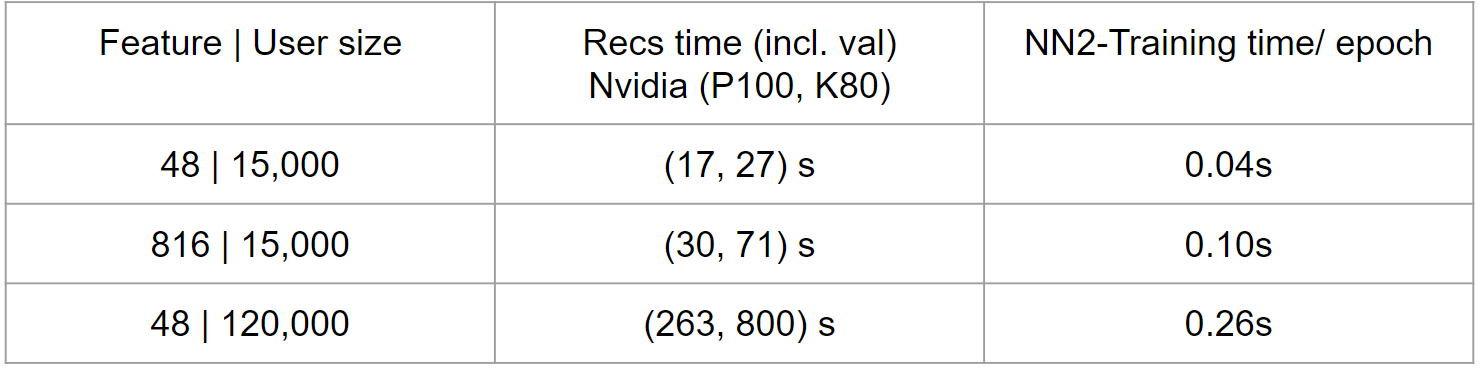 Feature | User size
Recs time (incl. val)
Nvidia (P100, K80)
NN2-Training time/ epoch
48 | 15,000
(17, 27) s
0.04s
816 | 15,000
(30, 71) s
0.10s
48 | 120,000
(263, 800) s
0.26s